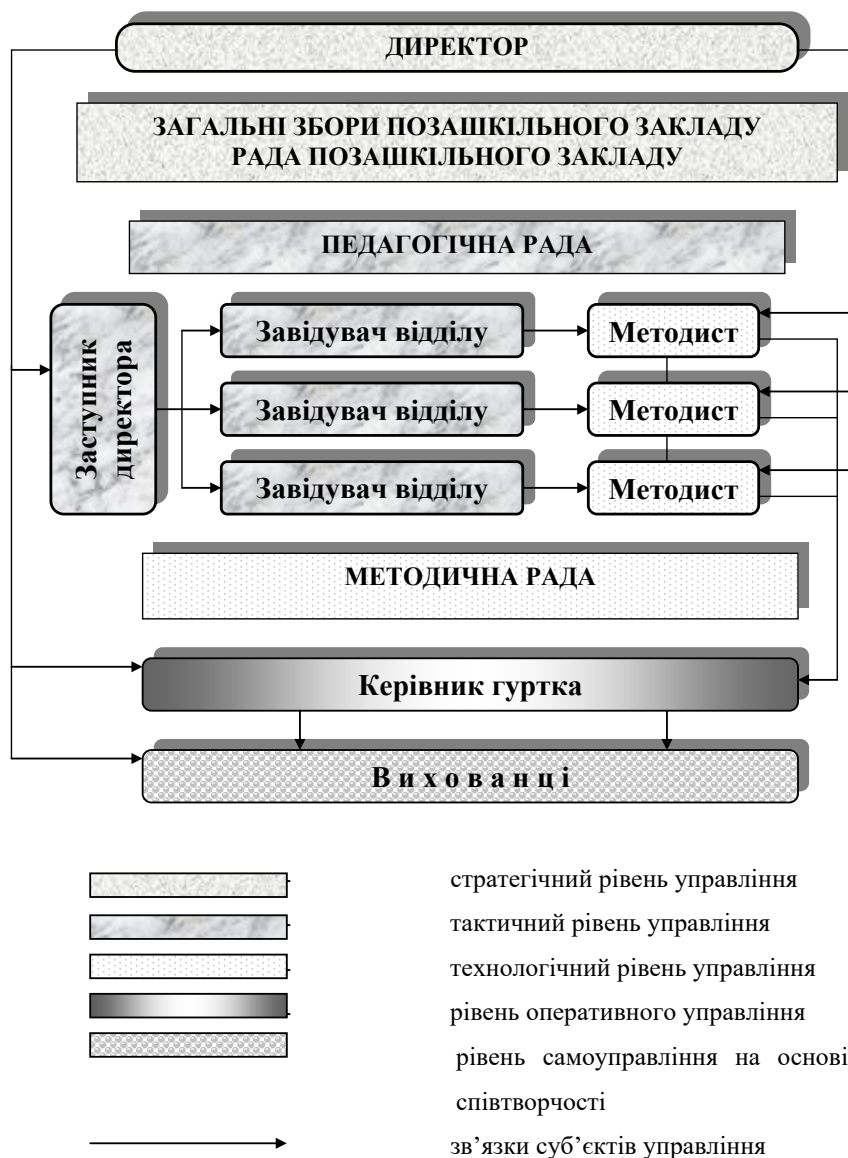 ДИРЕКТОР
ЗАГАЛЬНІ ЗБОРИ ПОЗАШКІЛЬНОГО ЗАКЛАДУ
РАДА ПОЗАШКІЛЬНОГО ЗАКЛАДУ
ПЕДАГОГІЧНА РАДА
Заступник
директора
Завідувач відділу
Методист
Завідувач відділу
Методист
Завідувач відділу
Методист
МЕТОДИЧНА РАДА
Керівник гуртка
В и х о в а н ц і
стратегічний рівень управління
тактичний рівень управління
технологічний рівень управління
рівень оперативного управління
рівень самоуправління на основі
співтворчості
зв’язки суб’єктів управління